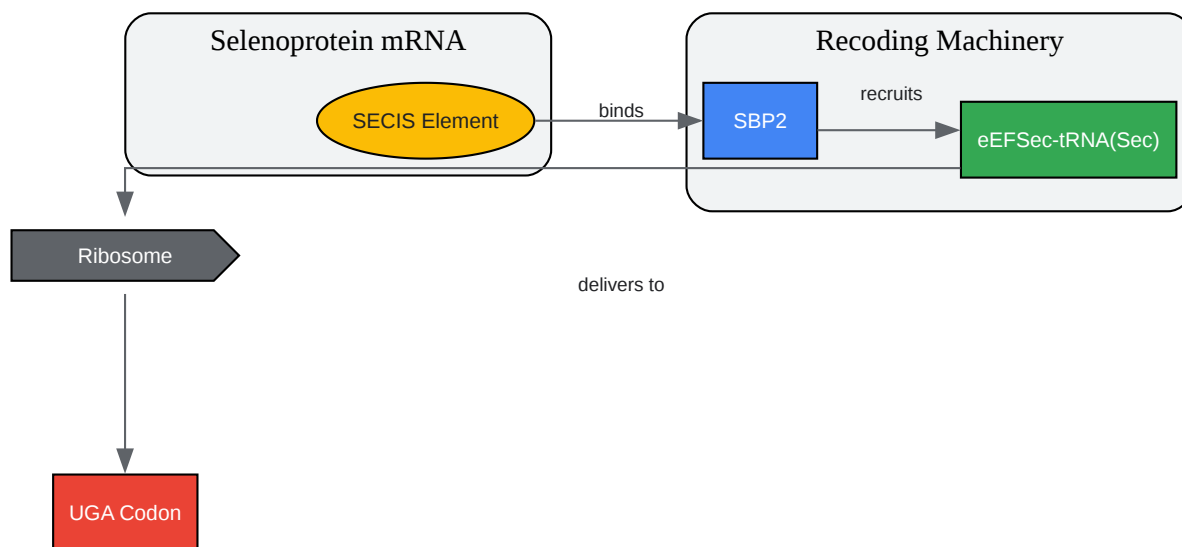 Selenoprotein mRNA
Recoding Machinery
SECIS Element
binds
SBP2
recruits
eEFSec-tRNA(Sec)
Ribosome
delivers to
UGA Codon